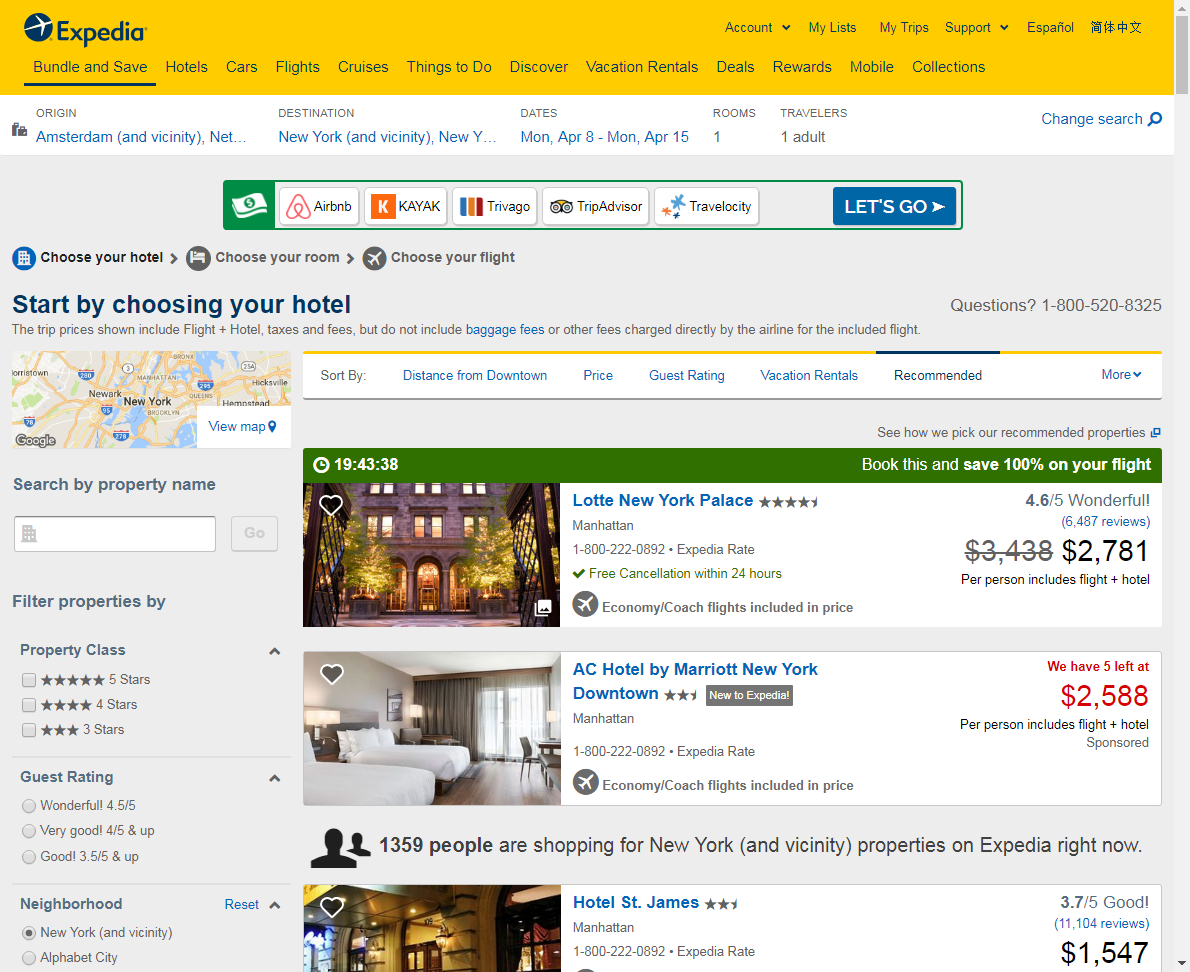 Expedia
Account My Lists My Trips Support Español 简体中文
Bundle and Save Hotels Cars Flights Cruises Things to Do Discover Vacation Rentals Deals Rewards Mobile Collections
ORIGIN DESTINATION DATES ROOMS TRAVELERS
Amsterdam (and vicinity), Net... New York (and vicinity), New Y... Mon, Apr 8 - Mon, Apr 15 1 1 adult
Change search
Airbnb KAYAK Trivago TripAdvisor Travelocity LET'S GO
Choose your hotel Choose your room Choose your flight
Start by choosing your hotel
Questions? 1-800-520-8325
The trip prices shown include Flight + Hotel, taxes and fees, but do not include baggage fees or other fees charged directly by the airline for the included flight.
BRONX
MANHATTAN
Hicksville
Newark
QUEENS
New York
Hempstead
BROOKLYN
Google
View map
Sort By: Distance from Downtown Price Guest Rating Vacation Rentals Recommended More
See how we pick our recommended properties
Search by property name
Go
Filter properties by
Property Class
5 Stars
4 Stars
3 Stars
Guest Rating
Wonderful! 4.5/5
Very good! 4/5 & up
Good! 3.5/5 & up
Neighborhood Reset
New York (and vicinity)
Alphabet City
19:43:38 Book this and save 100% on your flight
Lotte New York Palace
4.6/5 Wonderful!
Manhattan
(6,487 reviews)
1-800-222-0892 • Expedia Rate
$3,438 $2,781
Free Cancellation within 24 hours
Per person includes flight + hotel
Economy/Coach flights included in price
AC Hotel by Marriott New York
Downtown New to Expedia!
We have 5 left at
$2,588
Manhattan
Per person includes flight + hotel
Sponsored
1-800-222-0892 • Expedia Rate
Economy/Coach flights included in price
1359 people are shopping for New York (and vicinity) properties on Expedia right now.
Hotel St. James
3.7/5 Good!
Manhattan
(11,104 reviews)
1-800-222-0892 • Expedia Rate
$1,547